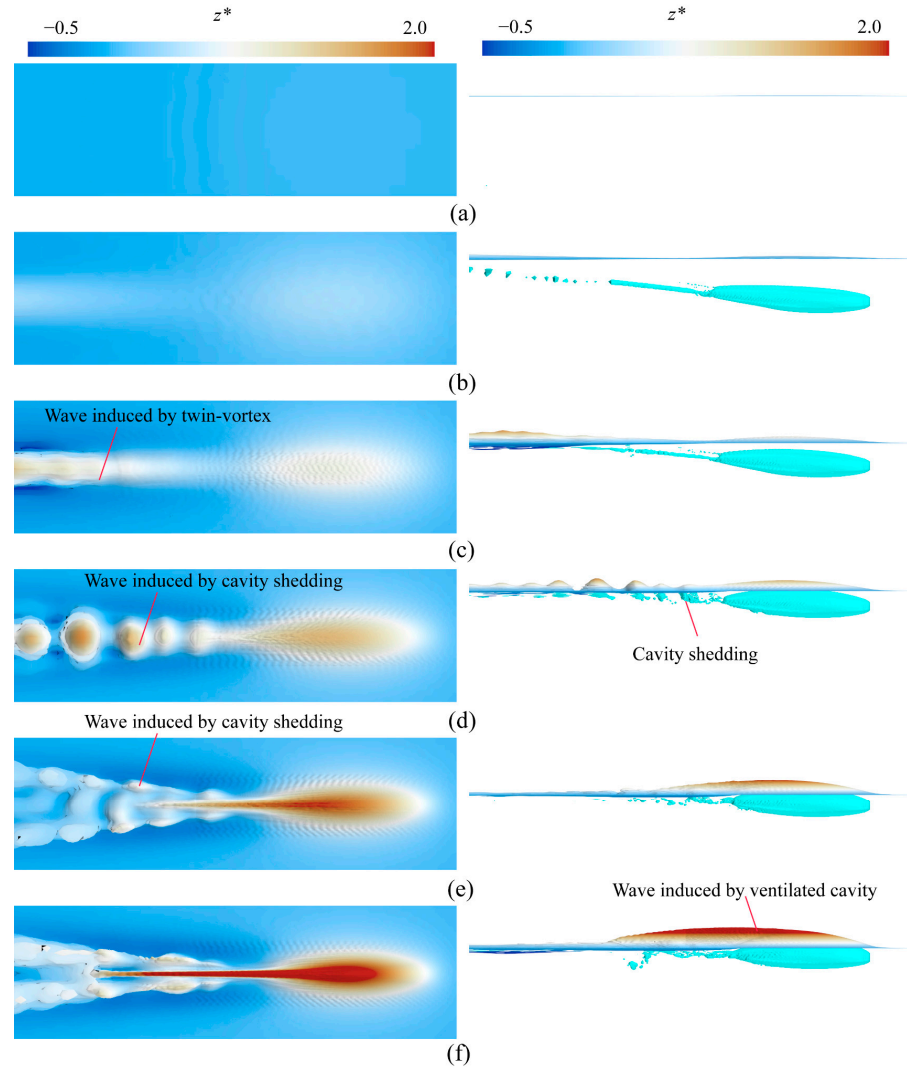 z* z*
−0.5 2.0 −0.5 2.0
(a)
(b)
Wave induced by twin-vortex
(c)
Wave induced by cavity shedding
Cavity shedding
(d)
Wave induced by cavity shedding
(e)
Wave induced by ventilated cavity
(f)